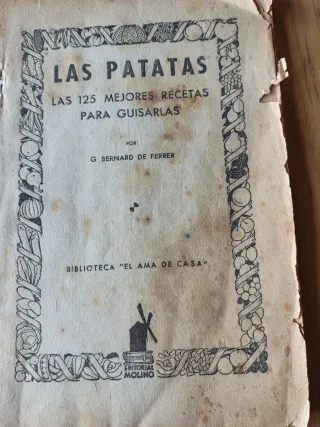 LAS PATATAS
LAS 125 MEJORES RECETAS
PARA GUISARLAS
POR
G BERNARD DE FERRER
BIBLIOTECA "EL AMA DE CASA"
EDITORIAL
MOLINO